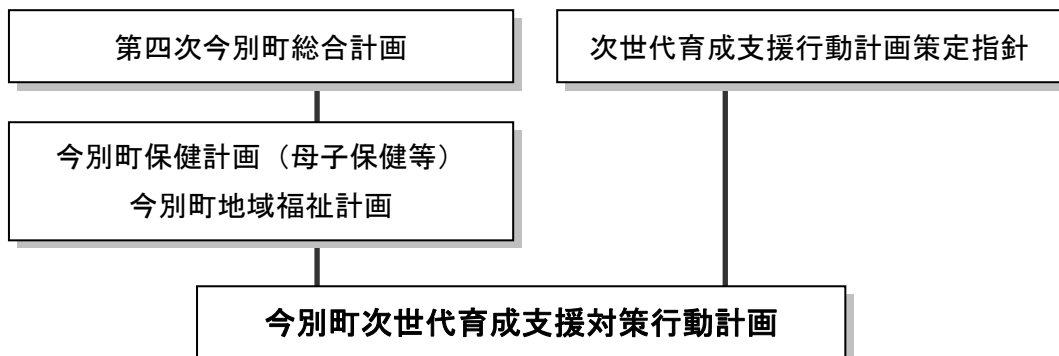 第四次今別町総合計画
次世代育成支援行動計画策定指針
今別町保健計画（母子保健等）
今別町地域福祉計画
今別町次世代育成支援対策行動計画